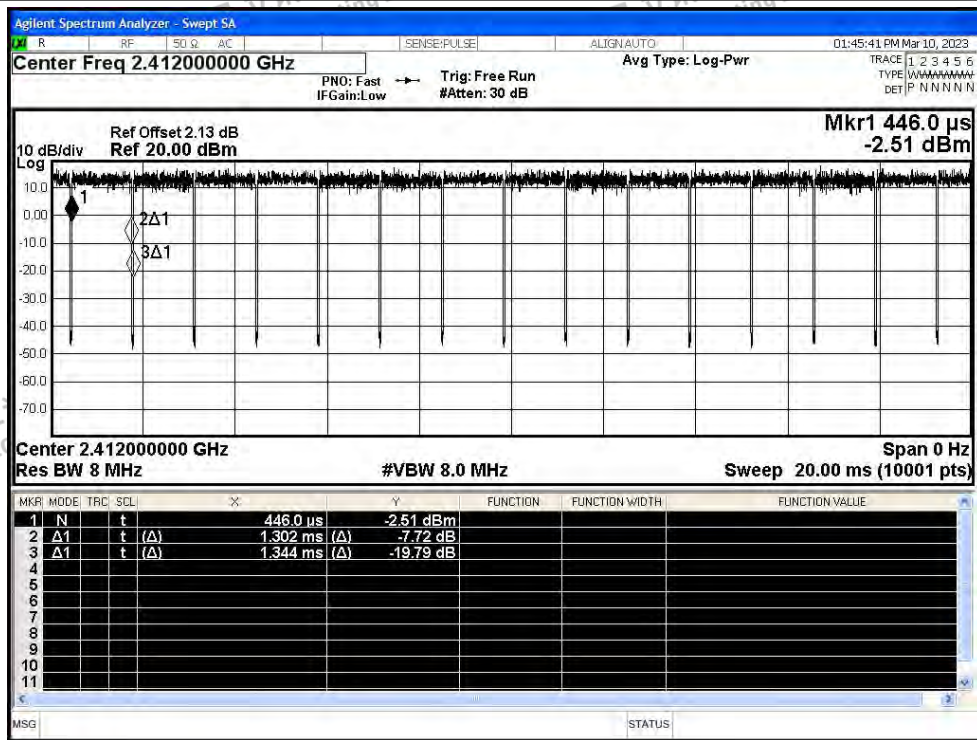 Agilent Spectrum Analyzer - Swept SA
R RF 50 Ω AC SENSE:PULSE ALIGNAUTO 01:45:41 PM Mar 10, 2023
Center Freq 2.412000000 GHz Avg Type: Log-Pwr TRACE 1 2 3 4 5 6
PNO: Fast Trig: Free Run TYPE WWWWWW
IFGain:Low #Atten: 30 dB DET P N N N N N
Mkr1 446.0 µs
Ref Offset 2.13 dB
10 dB/div Ref 20.00 dBm -2.51 dBm
Log
10.0
1
0.00
2Δ1
-10.0
3Δ1
-20.0
-30.0
-40.0
-50.0
-60.0
-70.0
Center 2.412000000 GHz Span 0 Hz
Res BW 8 MHz #VBW 8.0 MHz Sweep 20.00 ms (10001 pts)
MKR MODE TRC SCL X Y FUNCTION FUNCTION WIDTH FUNCTION VALUE
1 N t 446.0 µs -2.51 dBm
2 Δ1 t (Δ) 1.302 ms (Δ) -7.72 dB
3 Δ1 t (Δ) 1.344 ms (Δ) -19.79 dB
4
5
6
7
8
9
10
11
MSG STATUS